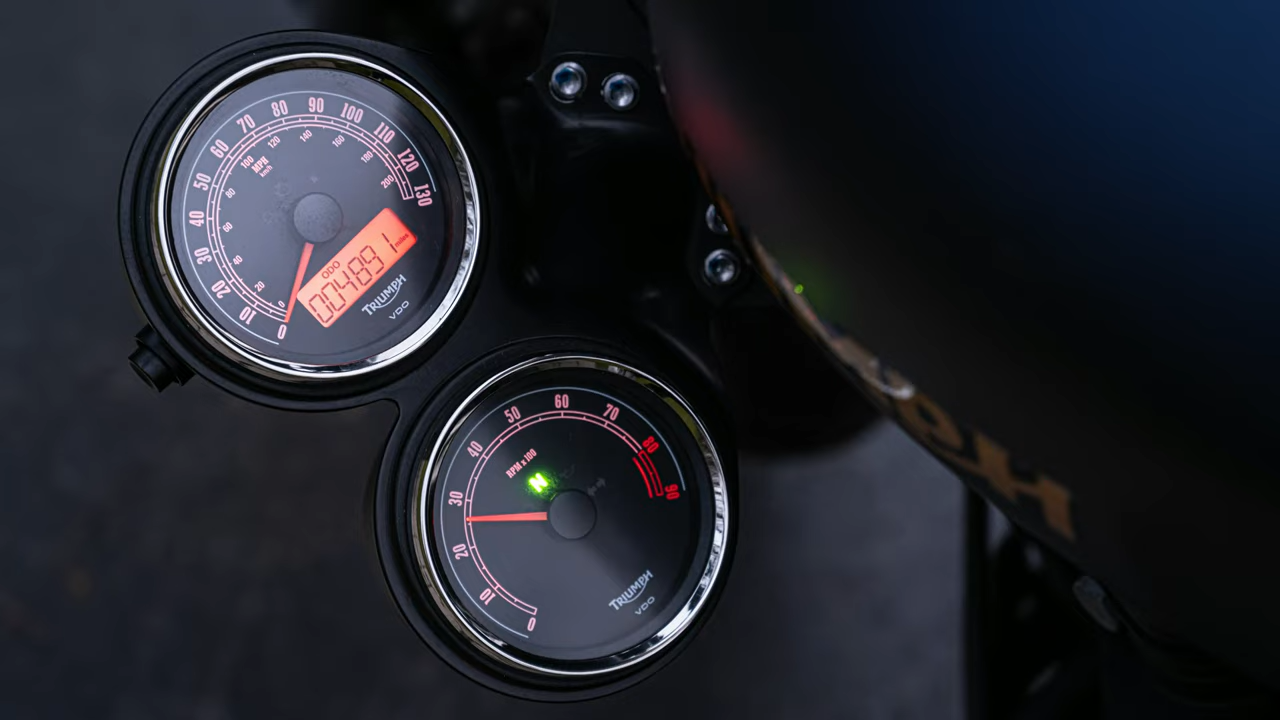 0 10 20 30 40 50 60 70 80 90 100 110 120 130
0 20 40 60 80 100 120 140 160 180 200
MPH
km/h
ODO
004891 miles
TRIUMPH
VDO
0 10 20 30 40 50 60 70 80 90
RPM x 100
N
TRIUMPH
VDO